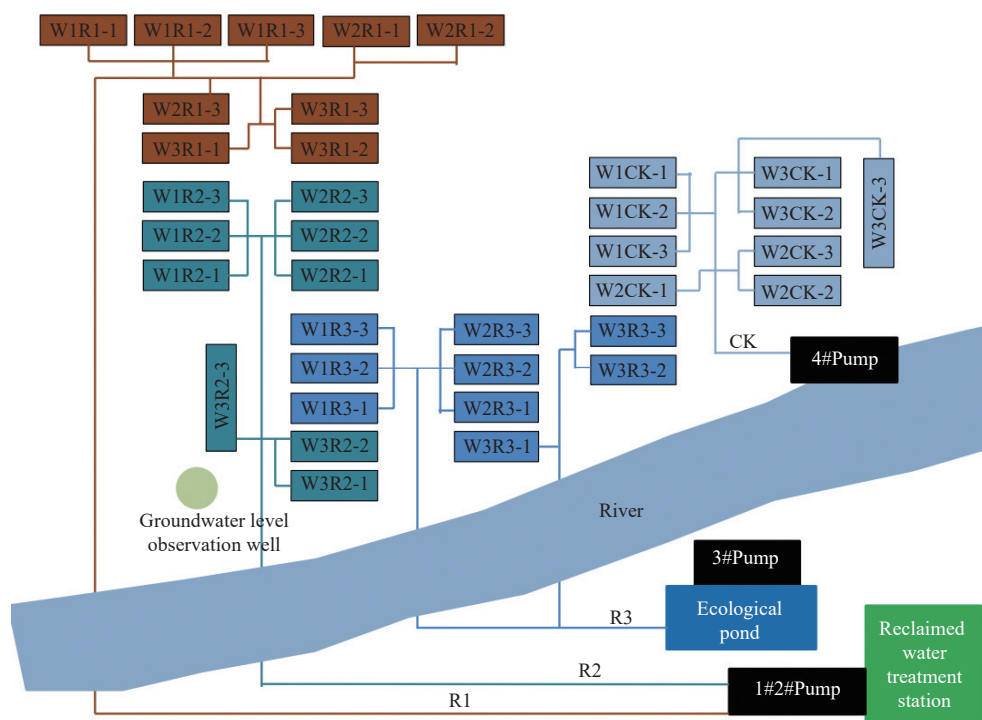 W1R1-1
W1R1-2
W1R1-3
W2R1-1
W2R1-2
W2R1-3
W3R1-3
W3R1-1
W3R1-2
W1R2-3
W2R2-3
W1R2-2
W2R2-2
W1R2-1
W2R2-1
W1CK-1
W3CK-1
W1CK-2
W3CK-2
W3CK-3
W1CK-3
W2CK-3
W2CK-1
W2CK-2
W1R3-3
W2R3-3
W3R3-3
CK
4#Pump
W1R3-2
W2R3-2
W3R3-2
W3R2-3
W1R3-1
W2R3-1
W3R2-2
W3R3-1
W3R2-1
Groundwater level
observation well
River
3#Pump
R3
Ecological
pond
Reclaimed
water
treatment
station
R2
1#2#Pump
R1